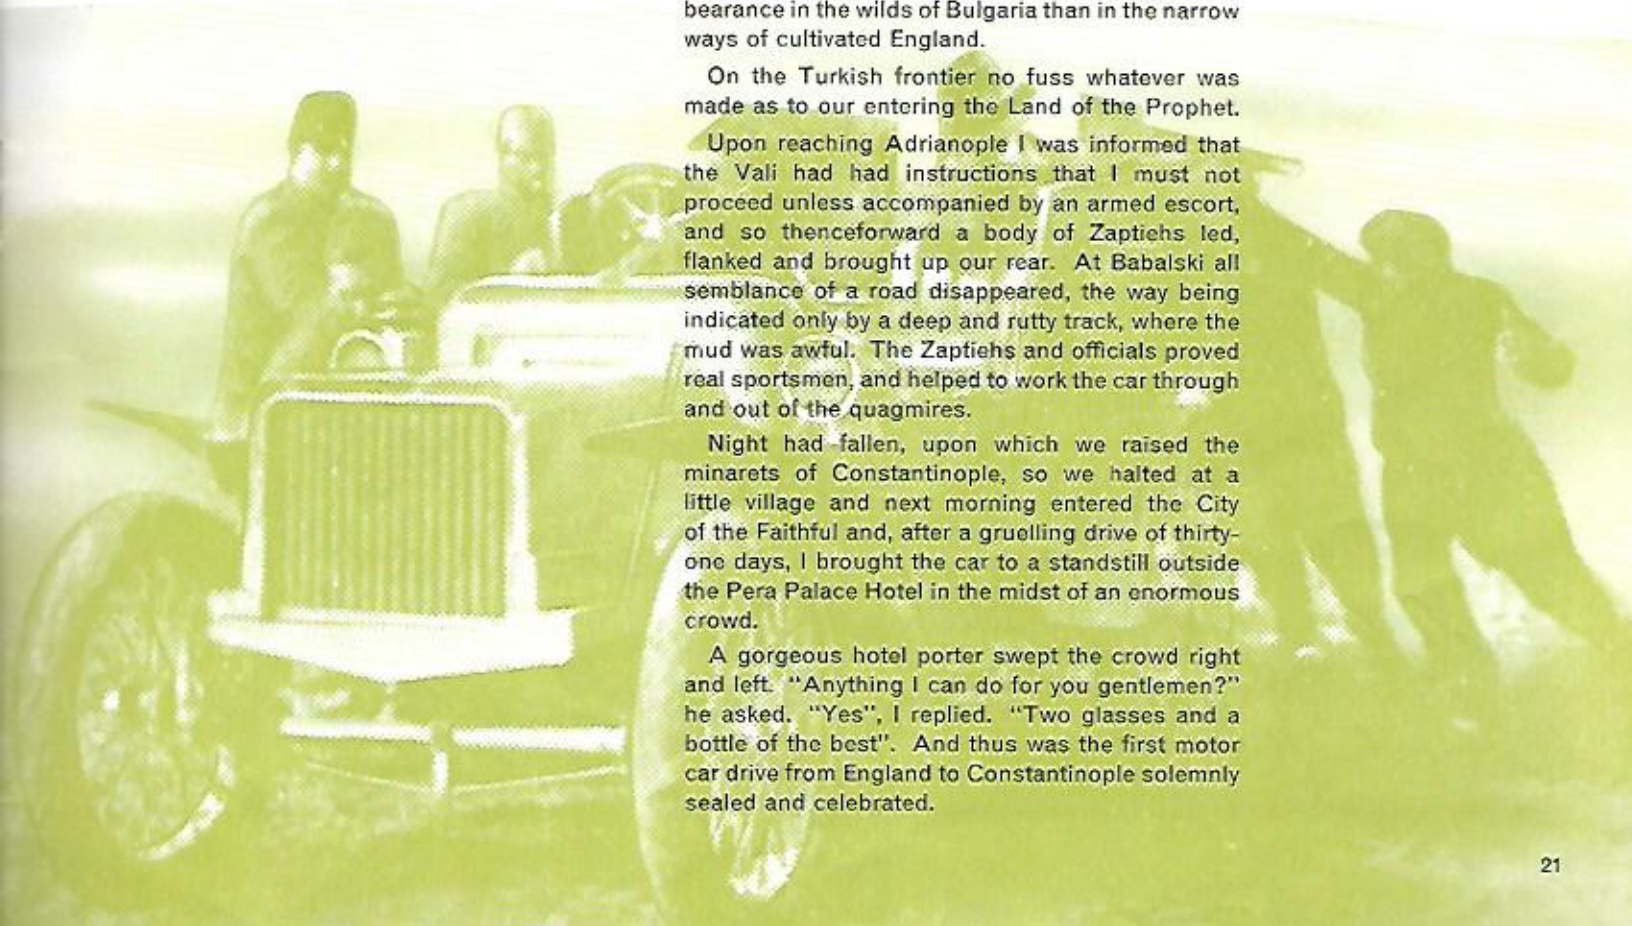 bearance in the wilds of Bulgaria than in the narrow
ways of cultivated England.
On the Turkish frontier no fuss whatever was
made as to our entering the Land of the Prophet.
Upon reaching Adrianople I was informed that
the Vali had had instructions that I must not
proceed unless accompanied by an armed escort,
and so thenceforward a body of Zaptiehs led,
flanked and brought up our rear. At Babalski all
semblance of a road disappeared, the way being
indicated only by a deep and rutty track, where the
mud was awful. The Zaptiehs and officials proved
real sportsmen, and helped to work the car through
and out of the quagmires.
Night had fallen, upon which we raised the
minarets of Constantinople, so we halted at a
little village and next morning entered the City
of the Faithful and, after a gruelling drive of thirty-
one days, I brought the car to a standstill outside
the Pera Palace Hotel in the midst of an enormous
crowd.
A gorgeous hotel porter swept the crowd right
and left. "Anything I can do for you gentlemen?"
he asked. "Yes", I replied. "Two glasses and a
bottle of the best". And thus was the first motor
car drive from England to Constantinople solemnly
sealed and celebrated.
21